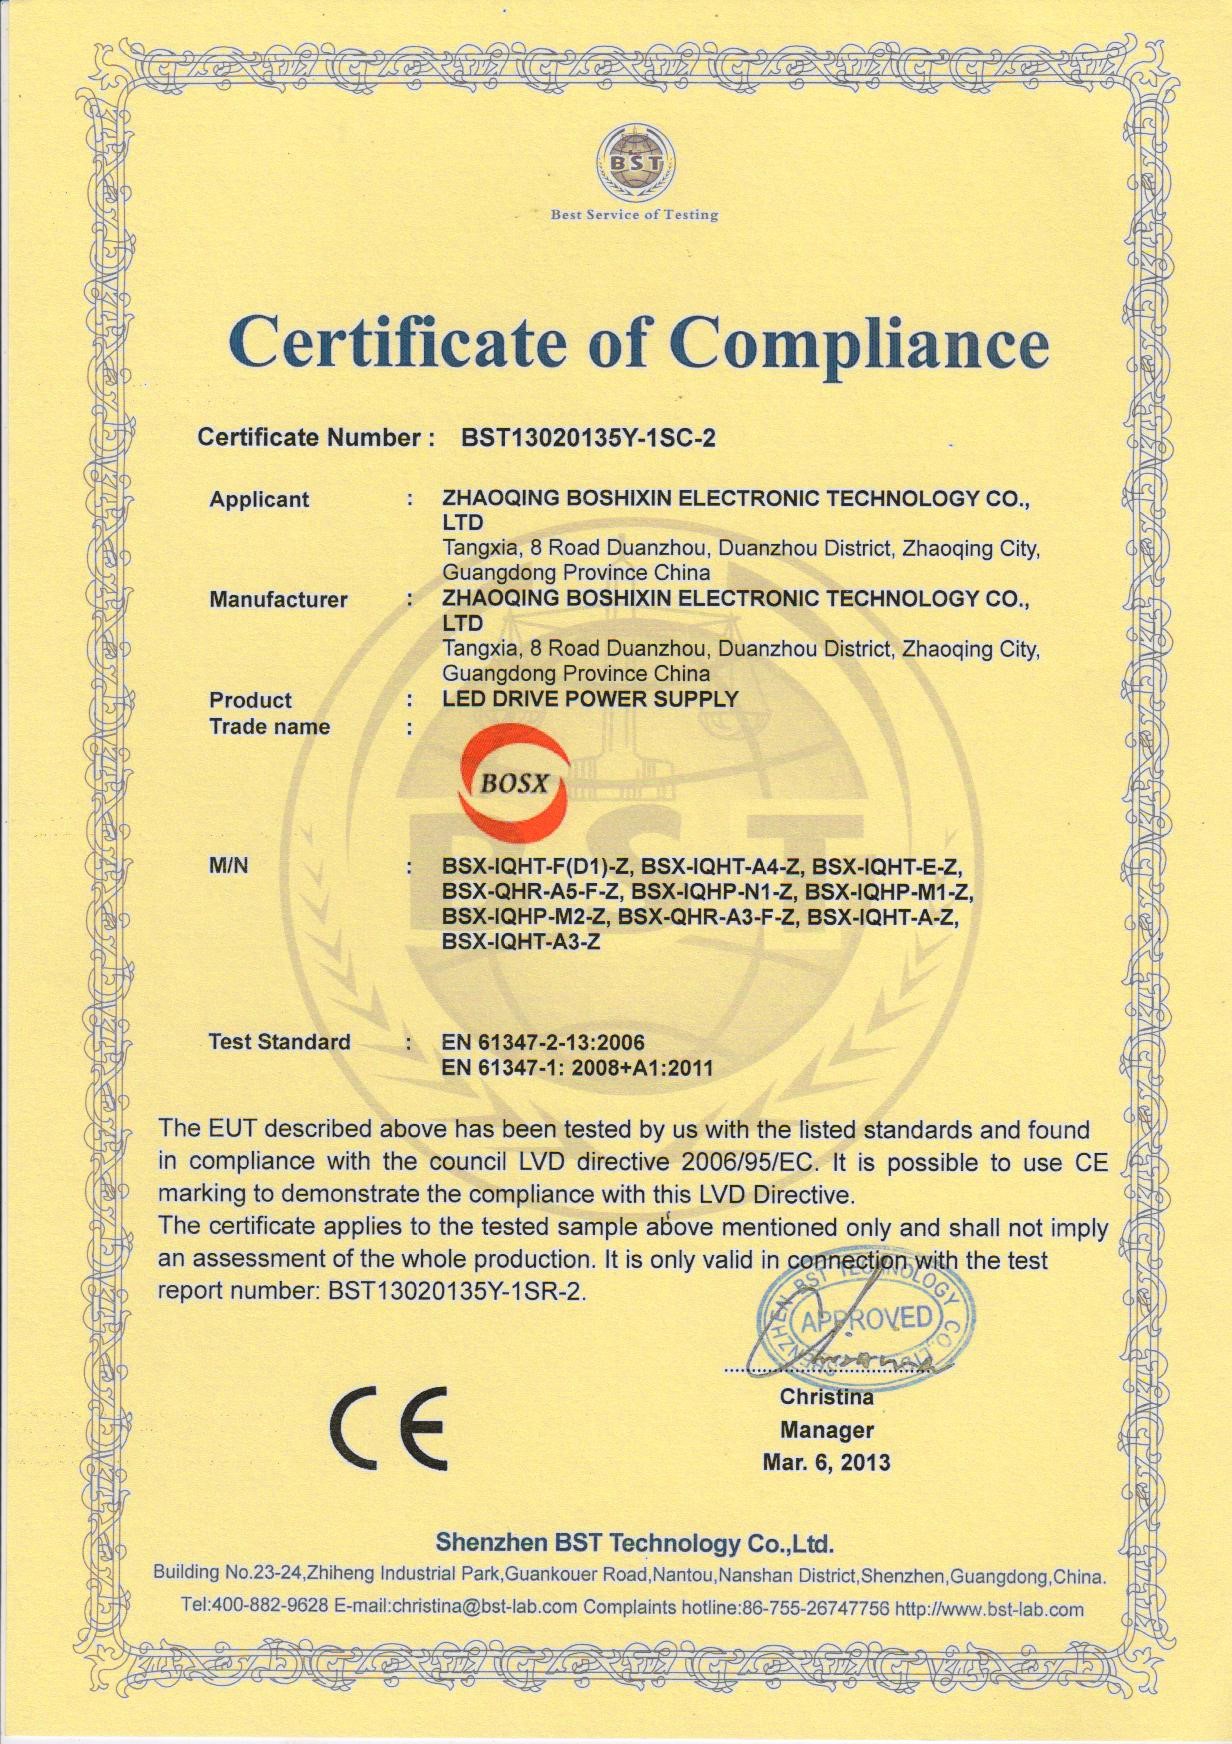 BST
Best Service of Testing
Certificate of Compliance
Certificate Number : BST13020135Y-1SC-2
Applicant : ZHAOQING BOSHIXIN ELECTRONIC TECHNOLOGY CO.,
LTD
Tangxia, 8 Road Duanzhou, Duanzhou District, Zhaoqing City,
Guangdong Province China
Manufacturer : ZHAOQING BOSHIXIN ELECTRONIC TECHNOLOGY CO.,
LTD
Tangxia, 8 Road Duanzhou, Duanzhou District, Zhaoqing City,
Guangdong Province China
Product : LED DRIVE POWER SUPPLY
Trade name :
BOSX
BST
M/N : BSX-IQHT-F(D1)-Z, BSX-IQHT-A4-Z, BSX-IQHT-E-Z,
BSX-QHR-A5-F-Z, BSX-IQHP-N1-Z, BSX-IQHP-M1-Z,
BSX-IQHP-M2-Z, BSX-QHR-A3-F-Z, BSX-IQHT-A-Z,
BSX-IQHT-A3-Z
Test Standard : EN 61347-2-13:2006
EN 61347-1: 2008+A1:2011
The EUT described above has been tested by us with the listed standards and found
in compliance with the council LVD directive 2006/95/EC. It is possible to use CE
marking to demonstrate the compliance with this LVD Directive.
The certificate applies to the tested sample above mentioned only and shall not imply
an assessment of the whole production. It is only valid in connection with the test
report number: BST13020135Y-1SR-2.
SHENZHEN BST TECHNOLOGY CO.,LTD
APPROVED
CE
Christina
Manager
Mar. 6, 2013
Shenzhen BST Technology Co.,Ltd.
Building No.23-24,Zhiheng Industrial Park,Guankouer Road,Nantou,Nanshan District,Shenzhen,Guangdong,China.
Tel:400-882-9628 E-mail:christina@bst-lab.com Complaints hotline:86-755-26747756 http://www.bst-lab.com